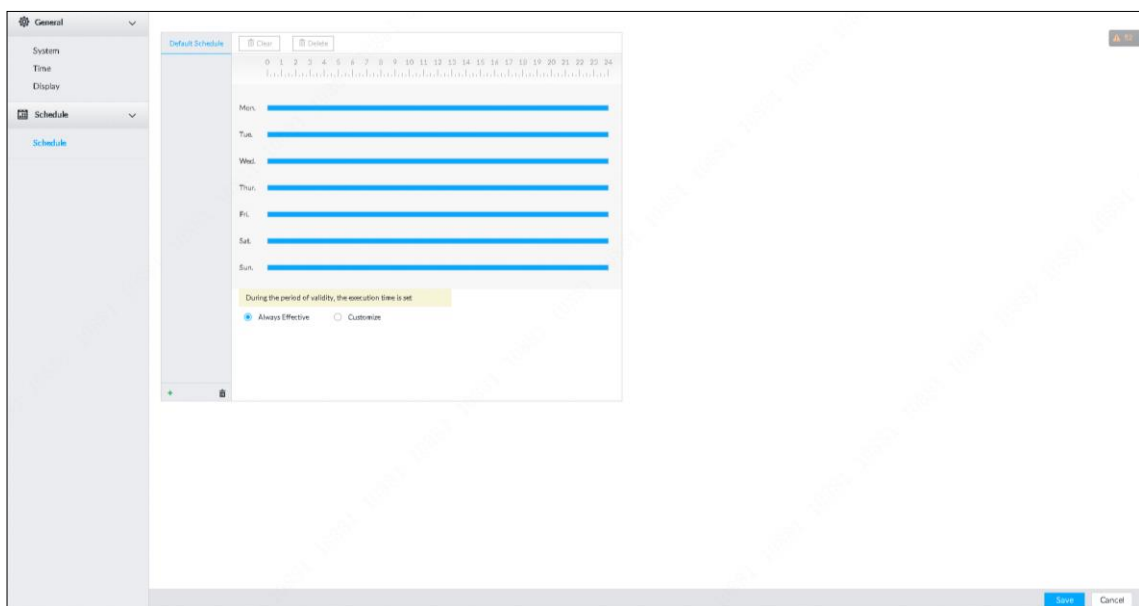 General
System
Time
Display
Schedule
Schedule
Default Schedule
Clear
Delete
0 1 2 3 4 5 6 7 8 9 10 11 12 13 14 15 16 17 18 19 20 21 22 23 24
Mon.
Tue.
Wed.
Thur.
Fri.
Sat.
Sun.
During the period of validity, the execution time is set
Always Effective Customize
Save Cancel